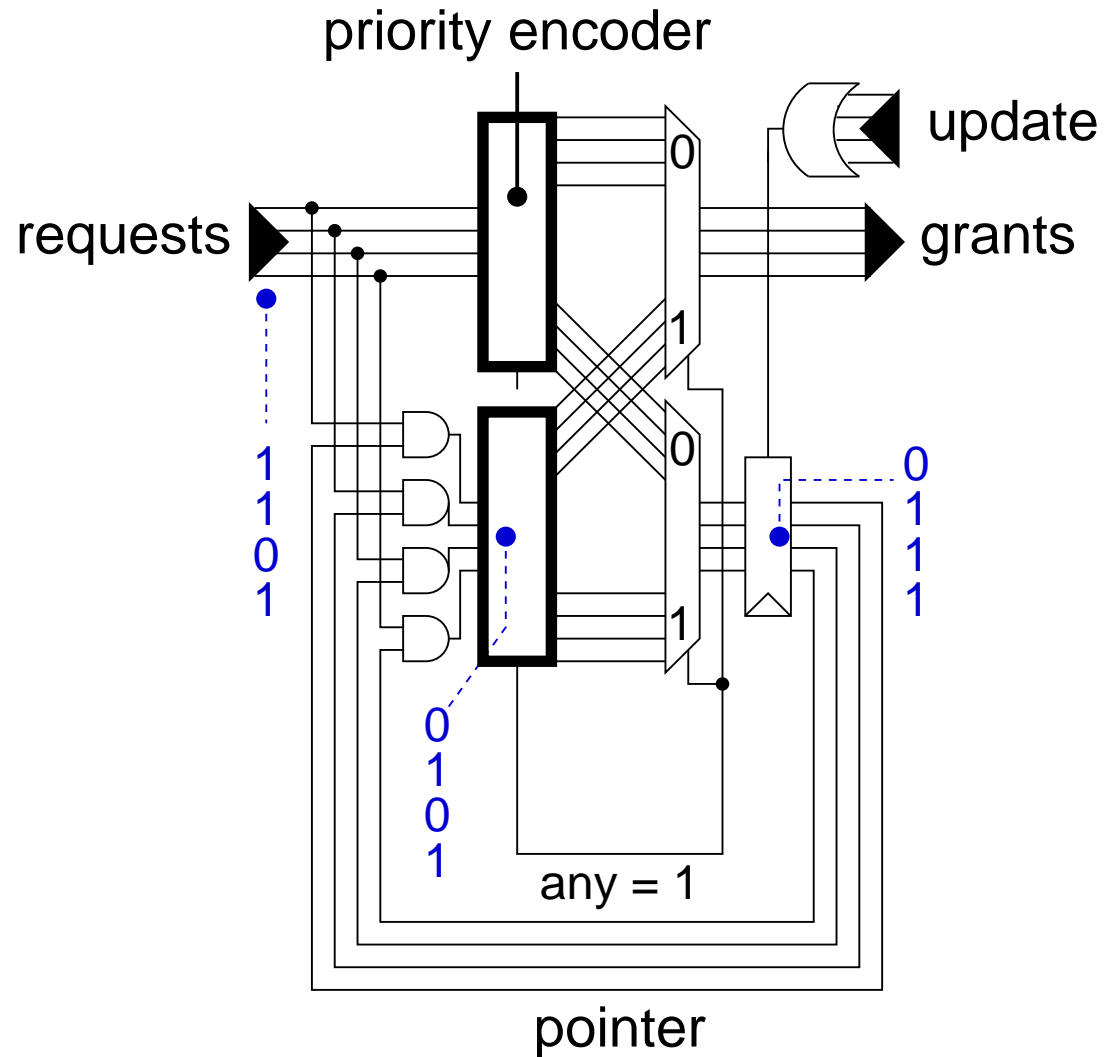 priority encoder
update
0
requests
grants
1
0
1
1
0
1
0
1
1
1
1
0
1
0
1
any = 1
pointer